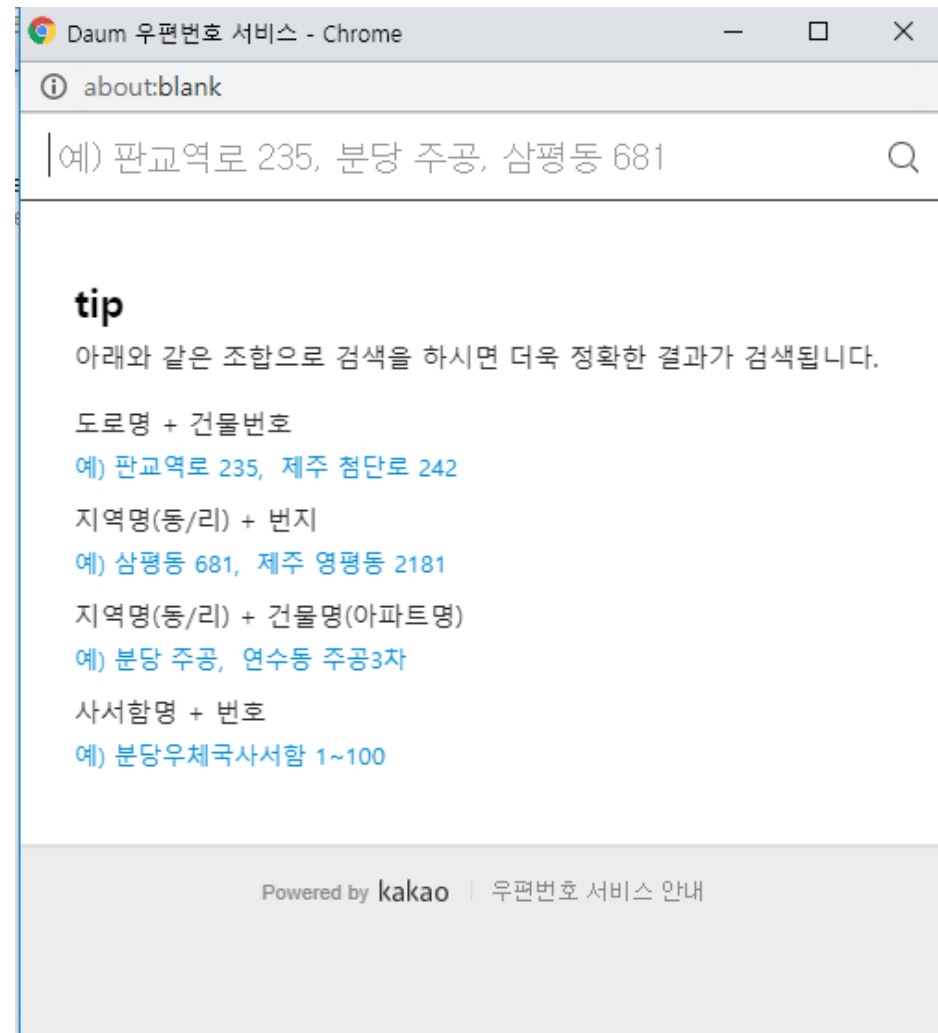 Daum 우편번호 서비스 - Chrome
about:blank
예) 판교역로 235, 분당 주공, 삼평동 681
tip
아래와 같은 조합으로 검색을 하시면 더욱 정확한 결과가 검색됩니다.
도로명 + 건물번호
예) 판교역로 235, 제주 첨단로 242
지역명(동/리) + 번지
예) 삼평동 681, 제주 영평동 2181
지역명(동/리) + 건물명(아파트명)
예) 분당 주공, 연수동 주공3차
사서함명 + 번호
예) 분당우체국사서함 1~100
Powered by kakao | 우편번호 서비스 안내